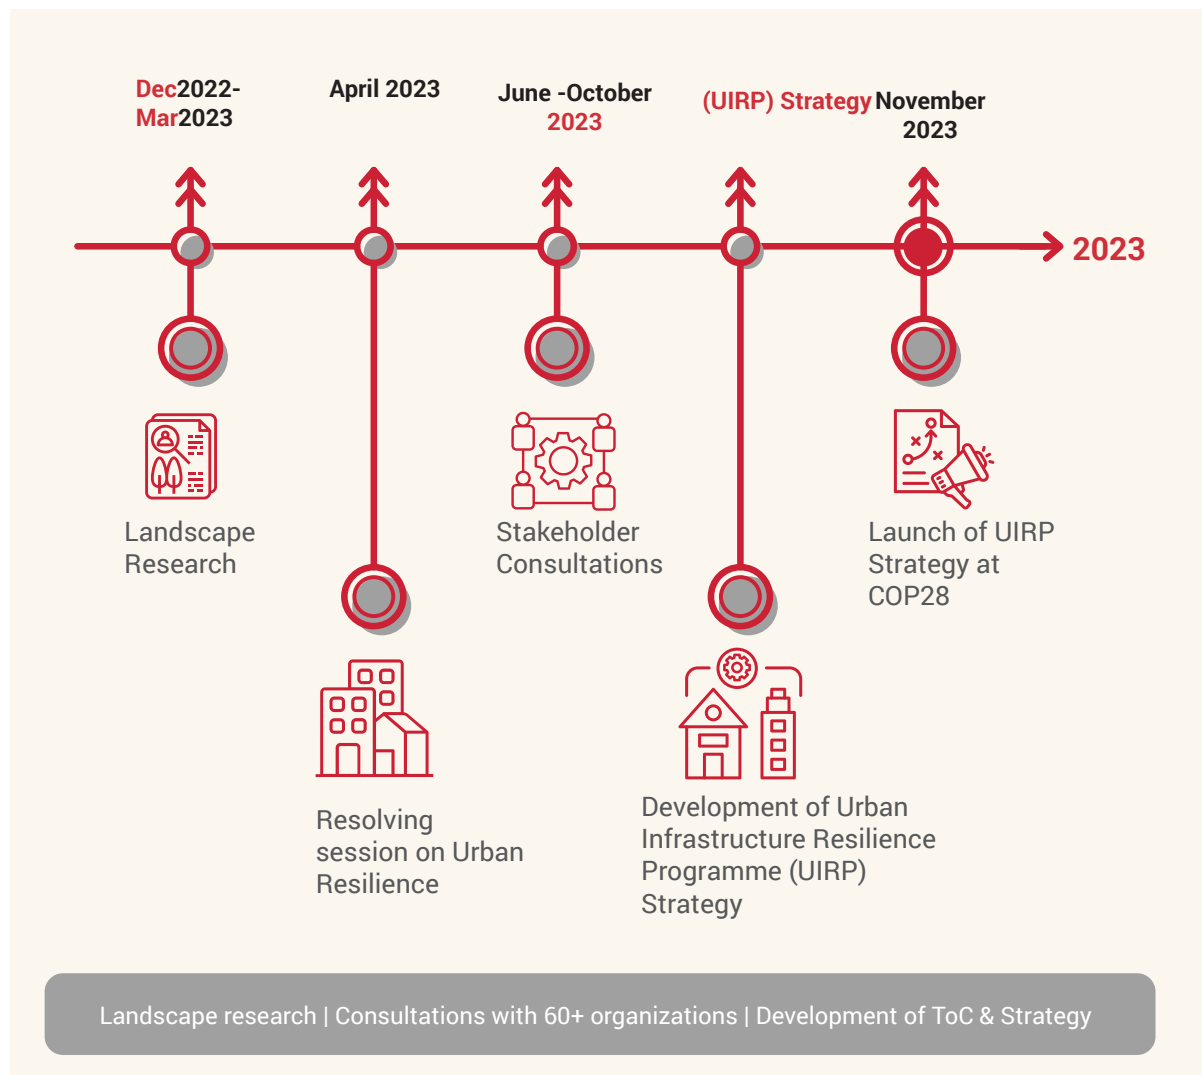 Dec2022-
Mar2023
April 2023
June -October
2023
(UIRP) Strategy
November
2023
2023
Landscape
Research
Stakeholder
Consultations
Launch of UIRP
Strategy at
COP28
Resolving
session on Urban
Resilience
Development of Urban
Infrastructure Resilience
Programme (UIRP)
Strategy
Landscape research | Consultations with 60+ organizations | Development of ToC & Strategy